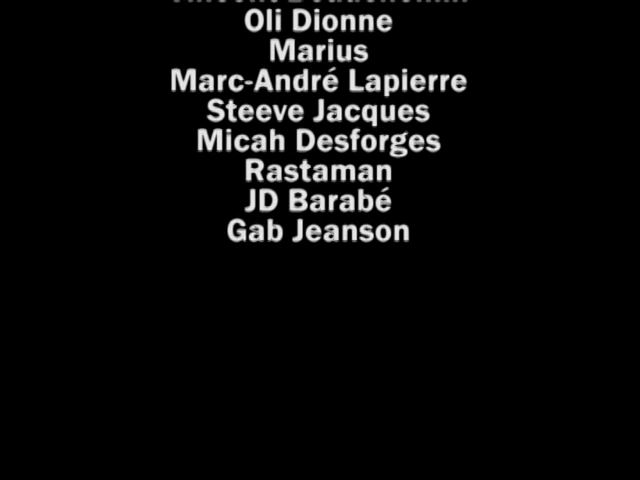 Oli Dionne
Marius
Marc-André Lapierre
Steeve Jacques
Micah Desforges
Rastaman
JD Barabé
Gab Jeanson